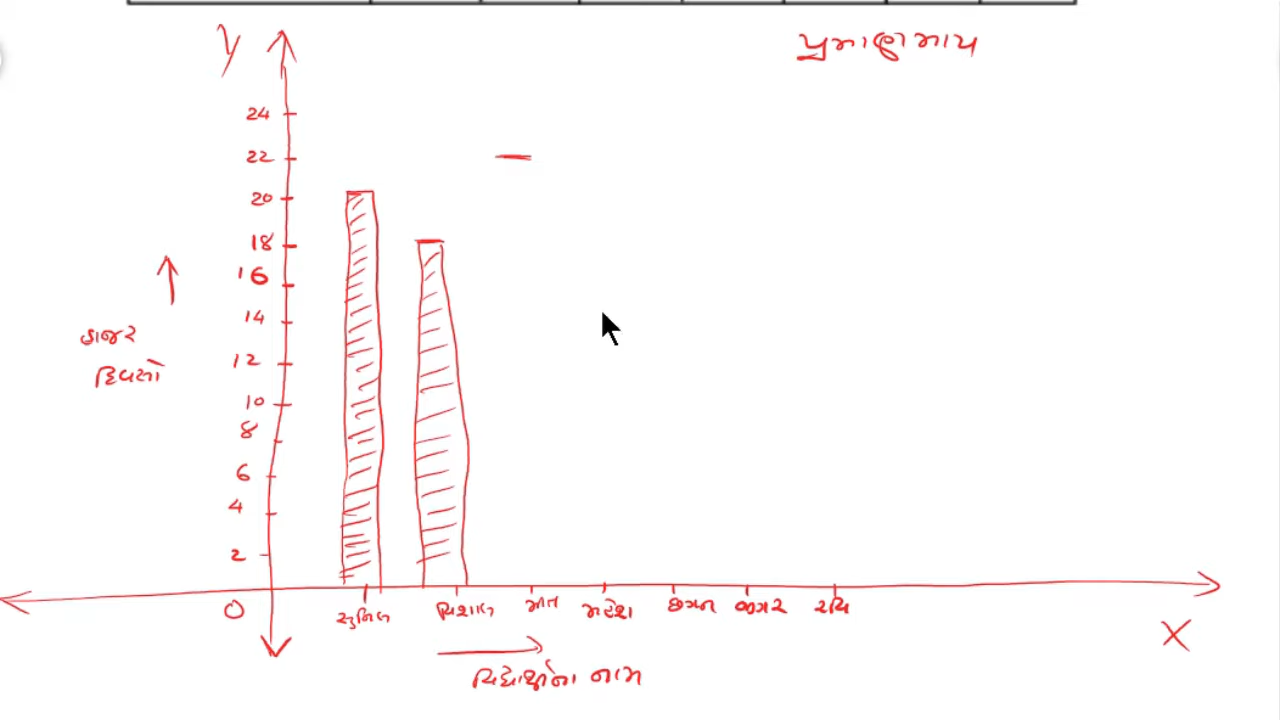 પ્રમાણમાપ
Y
24
22
20
18
16
14
12
10
8
6
4
2
0
હાજર
દિવસો
સુનિલ વિશાલ મીત મહેશ છગન જીગર રવિ
X
વિદ્યાર્થીના નામ